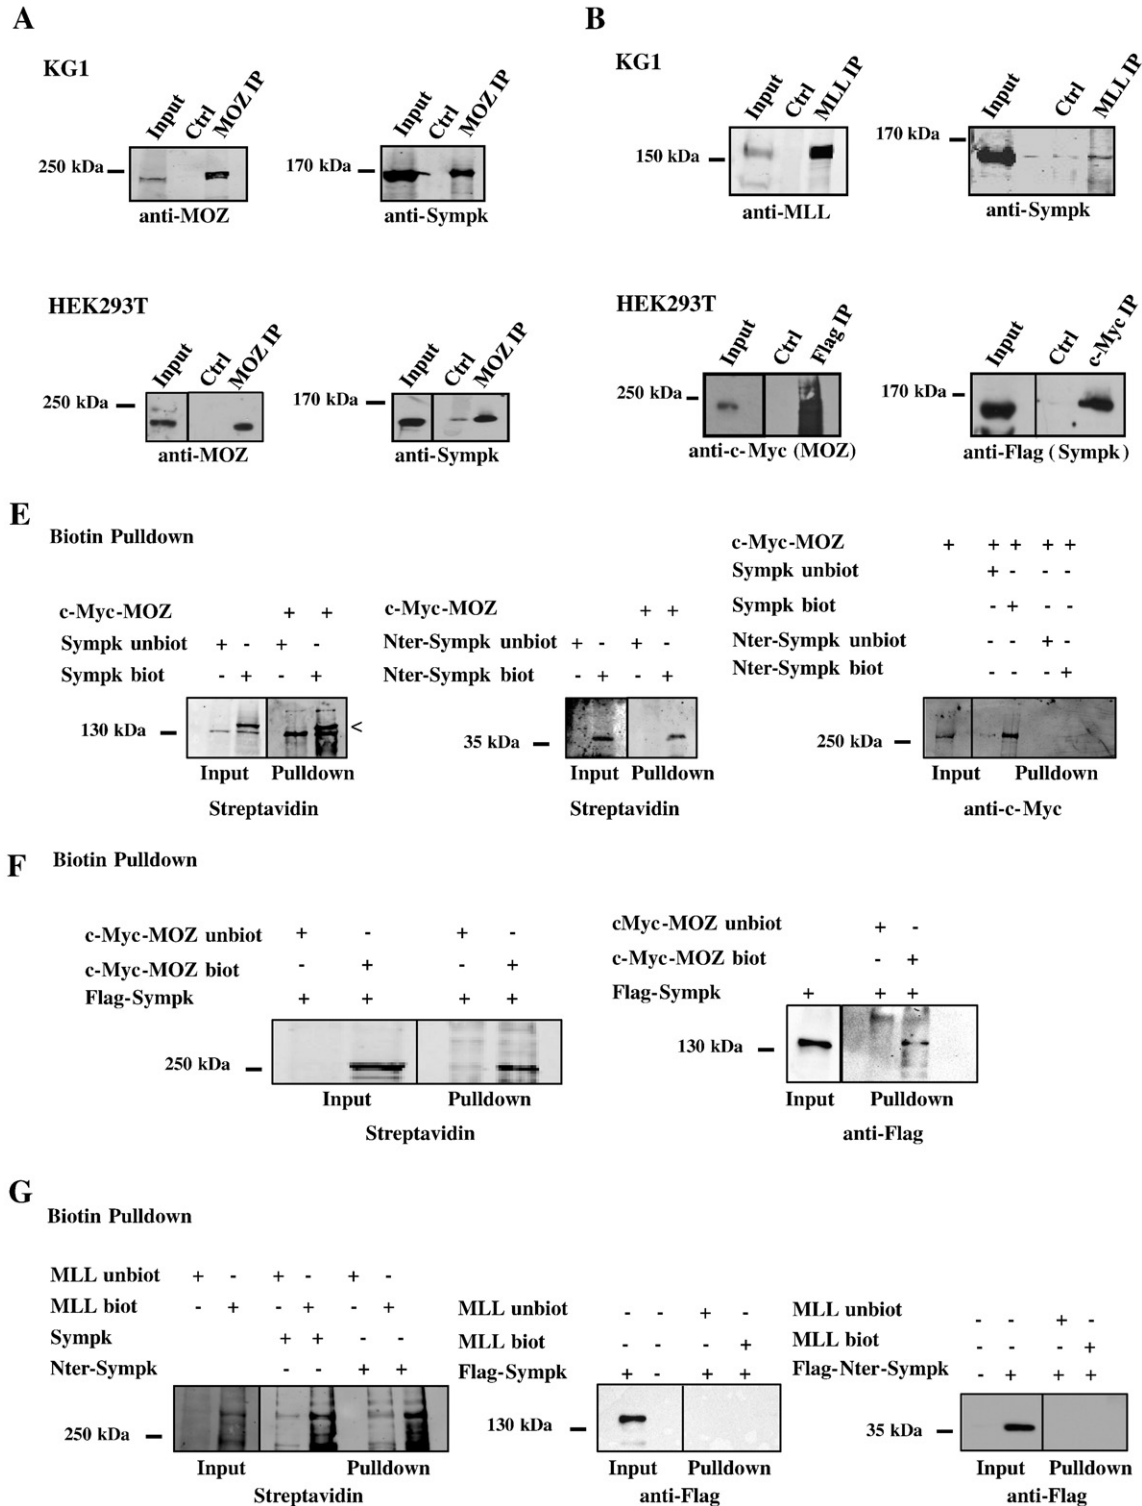 A
KG1
Input Ctrl MOZ IP
250 kDa
anti-MOZ
Input Ctrl MOZ IP
170 kDa
anti-Sympk
HEK293T
Input Ctrl MOZ IP
250 kDa
anti-MOZ
Input Ctrl MOZ IP
170 kDa
anti-Sympk
B
KG1
Input Ctrl MLL IP
150 kDa
anti-MLL
Input Ctrl MLL IP
170 kDa
anti-Sympk
HEK293T
Input Ctrl Flag IP
250 kDa
anti-c-Myc (MOZ)
Input Ctrl c-Myc IP
170 kDa
anti-Flag ( Sympk )
E
Biotin Pulldown
c-Myc-MOZ + +
Sympk unbiot + - + -
Sympk biot - + - +
130 kDa <
Input Pulldown
Streptavidin
c-Myc-MOZ + +
Nter-Sympk unbiot + - + -
Nter-Sympk biot - + - +
35 kDa
Input Pulldown
Streptavidin
c-Myc-MOZ + + + + +
Sympk unbiot + - - -
Sympk biot - + - -
Nter-Sympk unbiot - - + -
Nter-Sympk biot - - - +
250 kDa
Input Pulldown
anti-c-Myc
F
Biotin Pulldown
c-Myc-MOZ unbiot + - + -
c-Myc-MOZ biot - + - +
Flag-Sympk + + + +
250 kDa
Input Pulldown
Streptavidin
cMyc-MOZ unbiot + -
c-Myc-MOZ biot - +
Flag-Sympk + + +
130 kDa
Input Pulldown
anti-Flag
G
Biotin Pulldown
MLL unbiot + - + - + -
MLL biot - + - + - +
Sympk + + - -
Nter-Sympk - - + +
250 kDa
Input Pulldown
Streptavidin
MLL unbiot - - + -
MLL biot - - - +
Flag-Sympk + - + +
130 kDa
Input Pulldown
anti-Flag
MLL unbiot - - + -
MLL biot - - - +
Flag-Nter-Sympk - + + +
35 kDa
Input Pulldown
anti-Flag